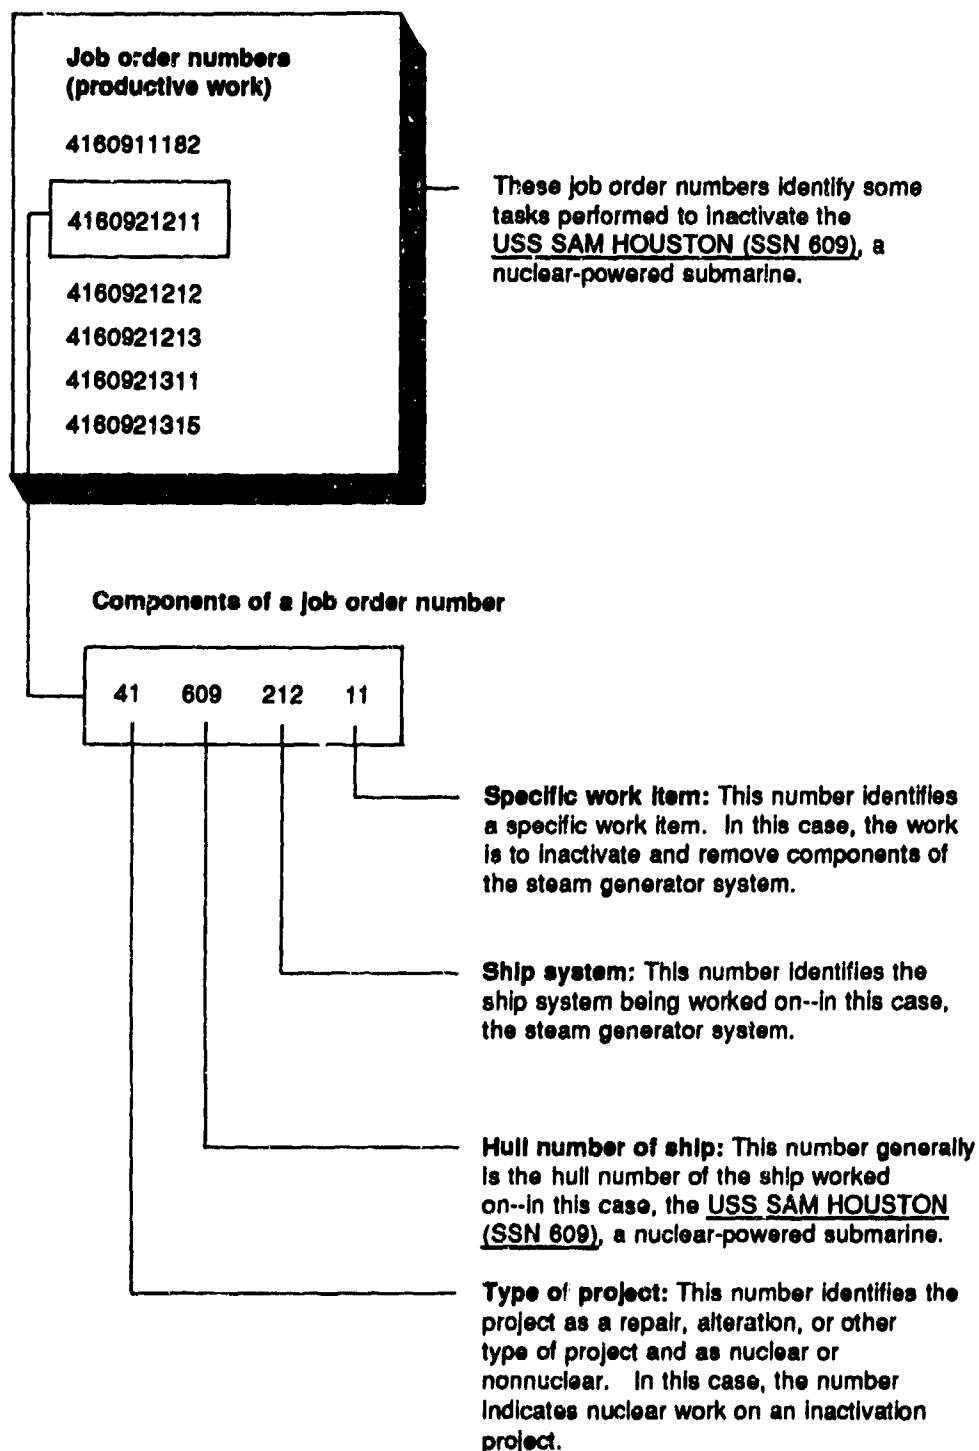 Job order numbers
(productive work)
4160911182
4160921211
4160921212
4160921213
4160921311
4160921315
These job order numbers identify some
tasks performed to inactivate the
USS SAM HOUSTON (SSN 609), a
nuclear-powered submarine.
Components of a job order number
41 609 212 11
Specific work item: This number identifies
a specific work item. In this case, the work
is to inactivate and remove components of
the steam generator system.
Ship system: This number identifies the
ship system being worked on--in this case,
the steam generator system.
Hull number of ship: This number generally
is the hull number of the ship worked
on--in this case, the USS SAM HOUSTON
(SSN 609), a nuclear-powered submarine.
Type of project: This number identifies the
project as a repair, alteration, or other
type of project and as nuclear or
nonnuclear. In this case, the number
indicates nuclear work on an inactivation
project.